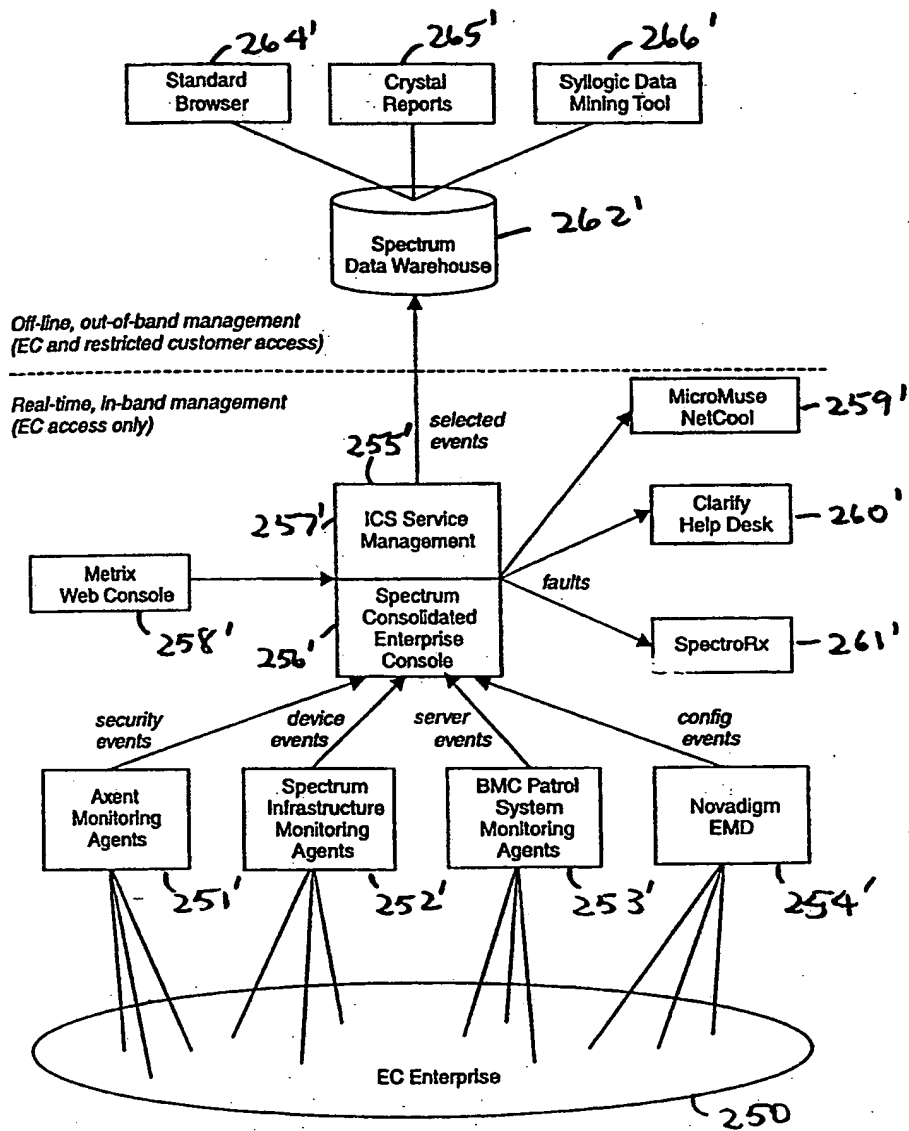 264'
265'
266'
Standard
Browser
Crystal
Reports
Syllogic Data
Mining Tool
262'
Spectrum
Data Warehouse
Off-line, out-of-band management
(EC and restricted customer access)
Real-time, in-band management
(EC access only)
selected
events
MicroMuse
NetCool
259'
255'
257'
ICS Service
Management
Clarify
Help Desk
260'
Metrix
Web Console
258'
256'
Spectrum
Consolidated
Enterprise
Console
faults
SpectroRx
261'
security
events
device
events
server
events
config
events
Axent
Monitoring
Agents
Spectrum
Infrastructure
Monitoring
Agents
BMC Patrol
System
Monitoring
Agents
Novadigm
EMD
251'
252'
253'
254'
EC Enterprise
250